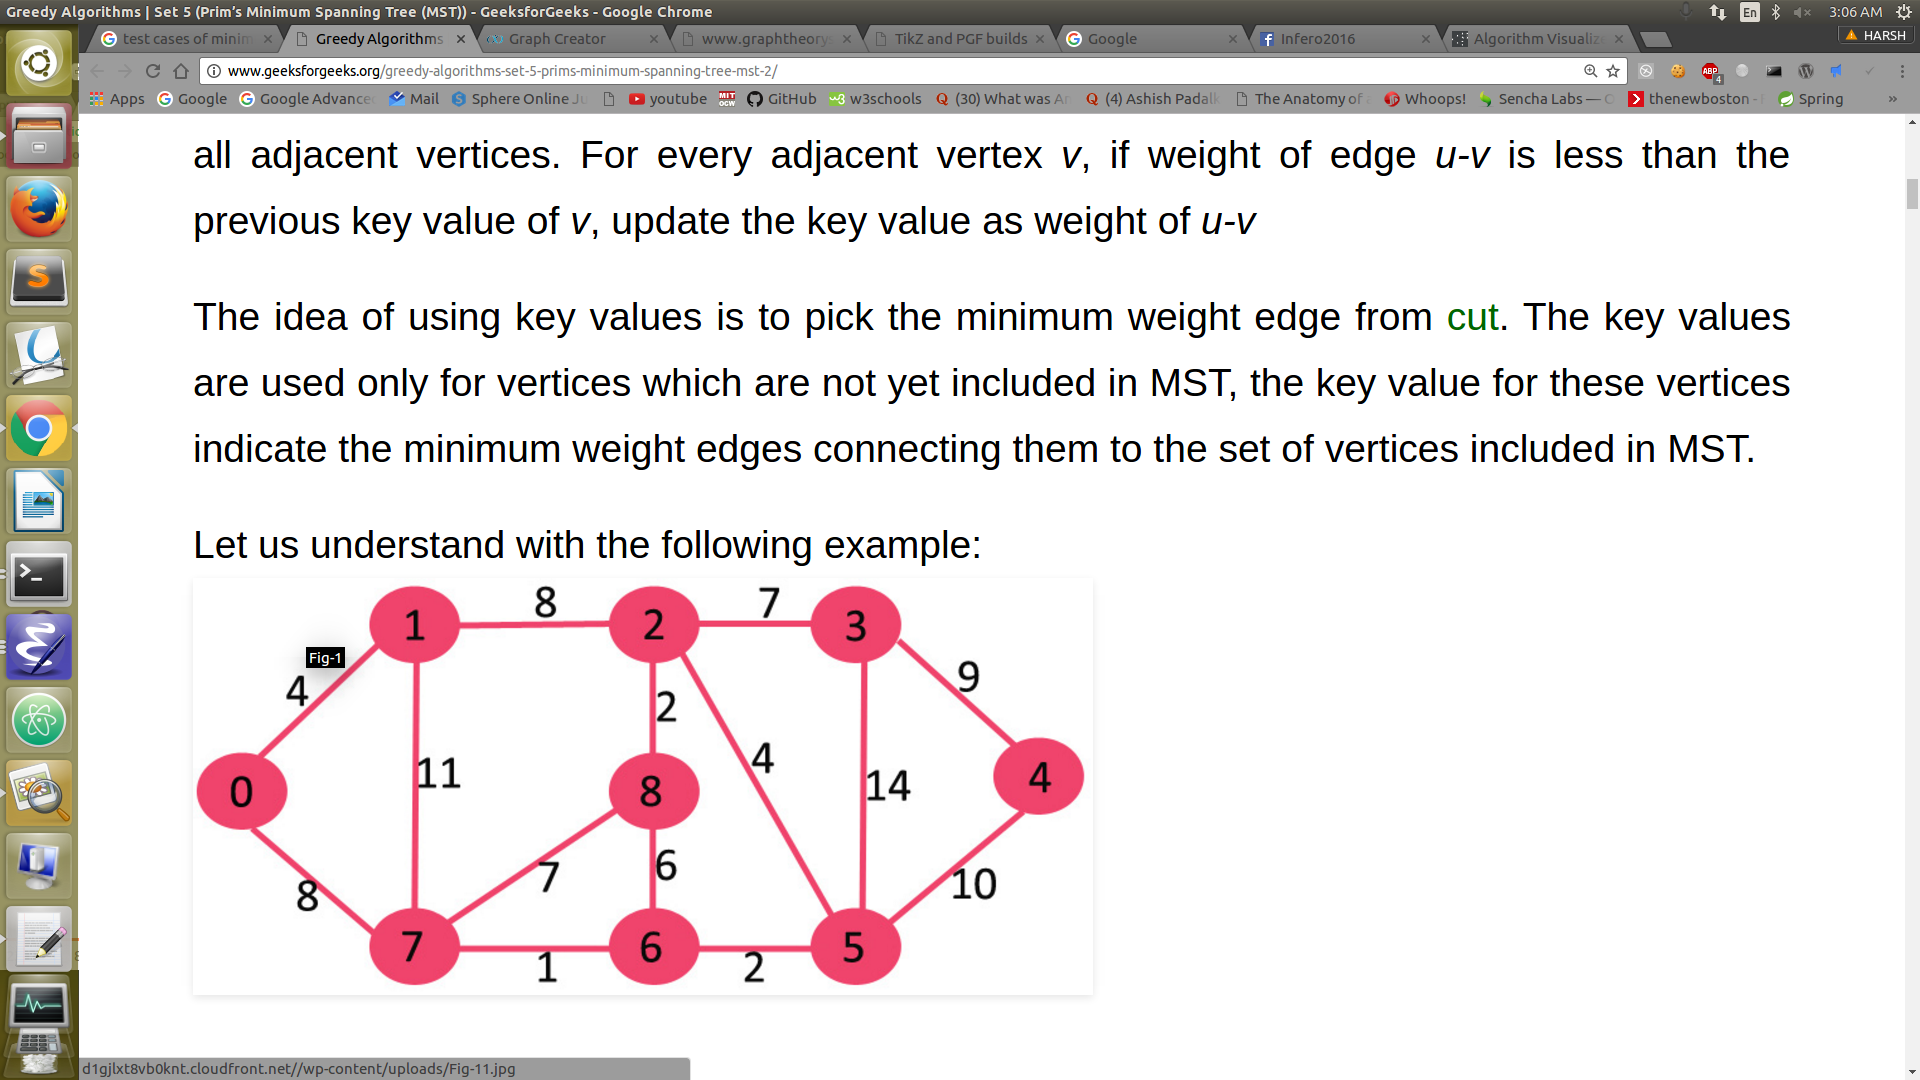 Greedy Algorithms | Set 5 (Prim's Minimum Spanning Tree (MST)) - GeeksforGeeks - Google Chrome
En
3:06 AM
test cases of minim
Greedy Algorithms
Graph Creator
www.graphtheory
TikZ and PGF builds
Google
Infero2016
Algorithm Visualiz
HARSH
www.geeksforgeeks.org/greedy-algorithms-set-5-prims-minimum-spanning-tree-mst-2/
ABP
4
Apps
Google
Google Advance
Mail
Sphere Online Ju
youtube
MIT
OCW
GitHub
w3schools
(30) What was An
(4) Ashish Padalk
The Anatomy of a
Whoops!
Sencha Labs — C
thenewboston -
Spring
»
all adjacent vertices. For every adjacent vertex v, if weight of edge u-v is less than the
previous key value of v, update the key value as weight of u-v
The idea of using key values is to pick the minimum weight edge from cut. The key values
are used only for vertices which are not yet included in MST, the key value for these vertices
indicate the minimum weight edges connecting them to the set of vertices included in MST.
Let us understand with the following example:
8
7
1
2
3
Fig-1
4
9
2
4
11
14
0
8
4
8
7
6
10
7
6
5
1
2
d1gjlxt8vb0knt.cloudfront.net//wp-content/uploads/Fig-11.jpg